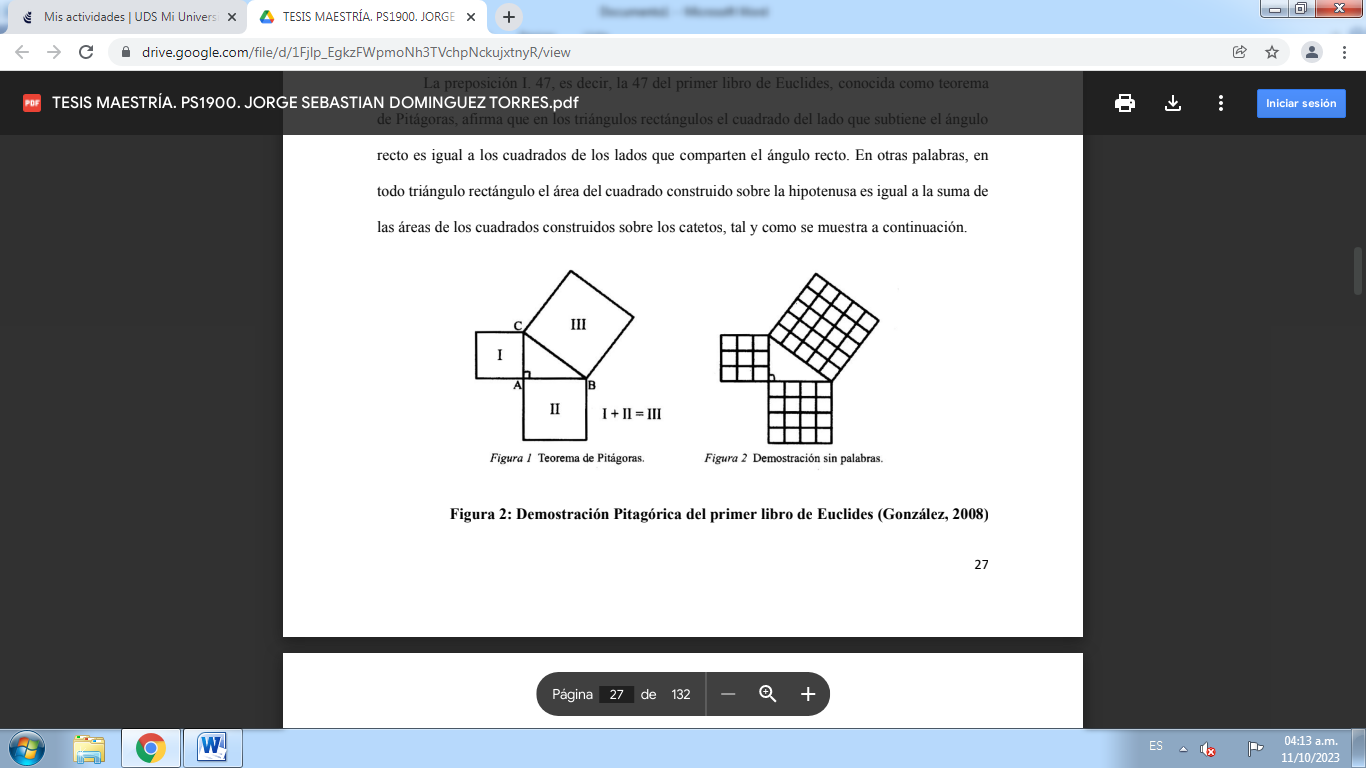 Documento1 - Microsoft Word
Mis actividades | UDS Mi Univers
TESIS MAESTRÍA. PS1900. JORGE
drive.google.com/file/d/1FjIp_EgkzFWpmoNh3TVchpNckujxtnyR/view
La preposición I. 47, es decir, la 47 del primer libro de Euclides, conocida como teorema
PDF TESIS MAESTRÍA. PS1900. JORGE SEBASTIAN DOMINGUEZ TORRES.pdf
Iniciar sesión
de Pitágoras, afirma que en los triángulos rectángulos el cuadrado del lado que subtiene el ángulo
recto es igual a los cuadrados de los lados que comparten el ángulo recto. En otras palabras, en
todo triángulo rectángulo el área del cuadrado construido sobre la hipotenusa es igual a la suma de
las áreas de los cuadrados construidos sobre los catetos, tal y como se muestra a continuación.
C
III
I
A
B
II
I + II = III
Figura 1 Teorema de Pitágoras.
Figura 2 Demostración sin palabras.
Figura 2: Demostración Pitagórica del primer libro de Euclides (González, 2008)
27
Página 27 de 132
ES
04:13 a.m.
11/10/2023